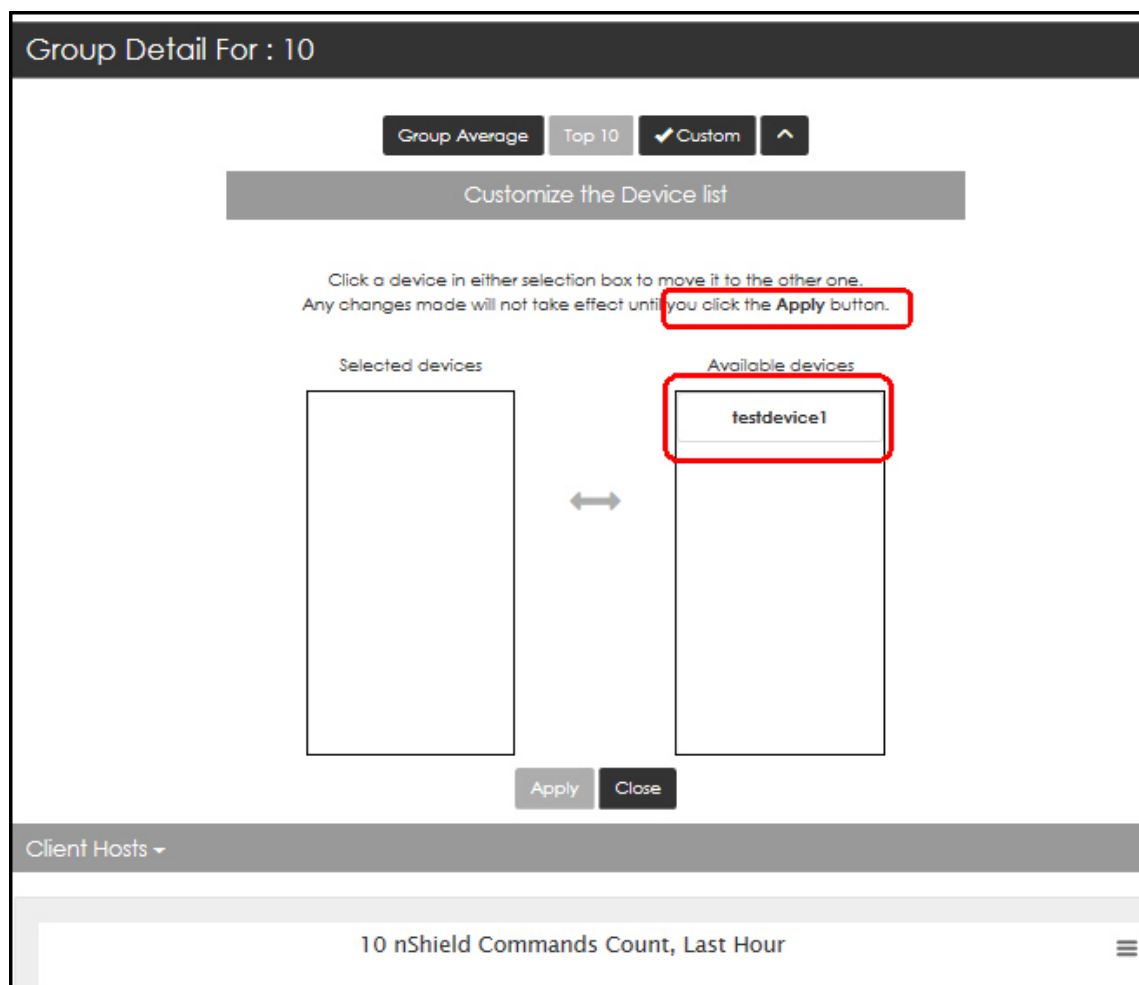 Group Detail For : 10
Group Average Top 10 ✔Custom
Customize the Device list
Click a device in either selection box to move it to the other one.
Any changes made will not take effect until you click the Apply button.
Selected devices Available devices
testdevice1
Apply Close
Client Hosts
10 nShield Commands Count, Last Hour